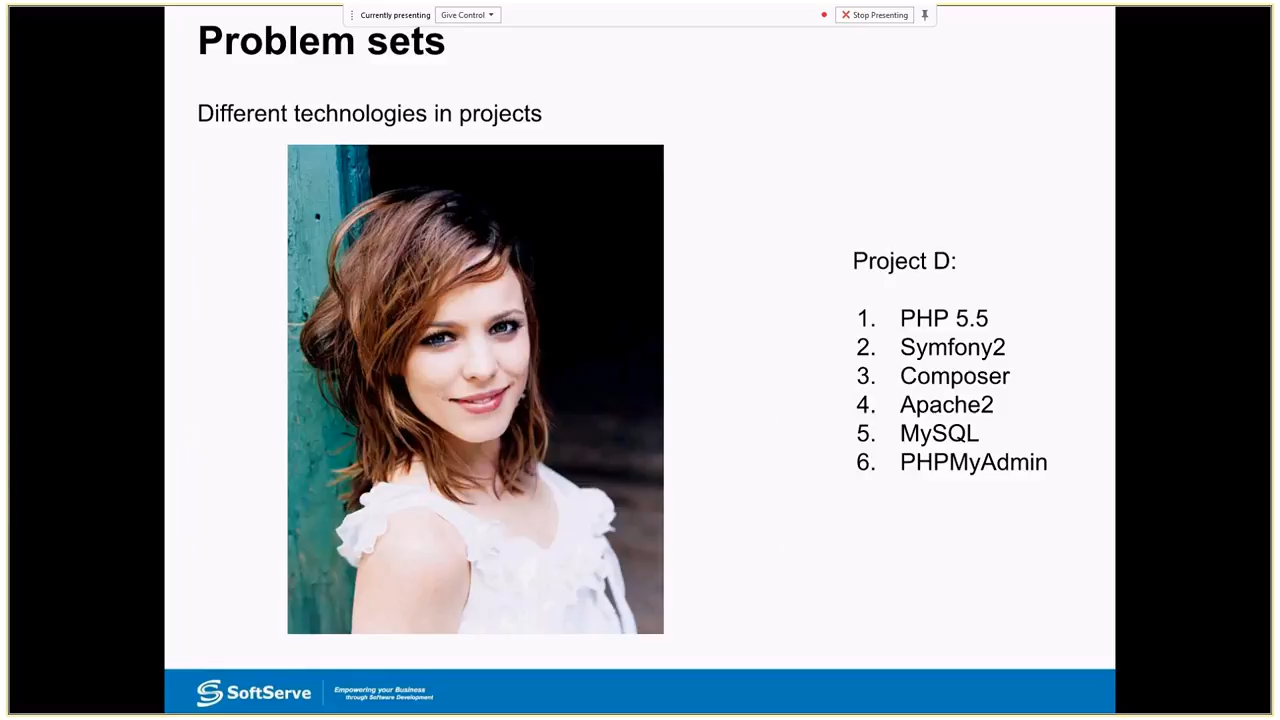 Currently presenting
Give Control
Stop Presenting
Problem sets
Different technologies in projects
Project D:
1. PHP 5.5
2. Symfony2
3. Composer
4. Apache2
5. MySQL
6. PHPMyAdmin
SoftServe
Empowering your Business
through Software Development